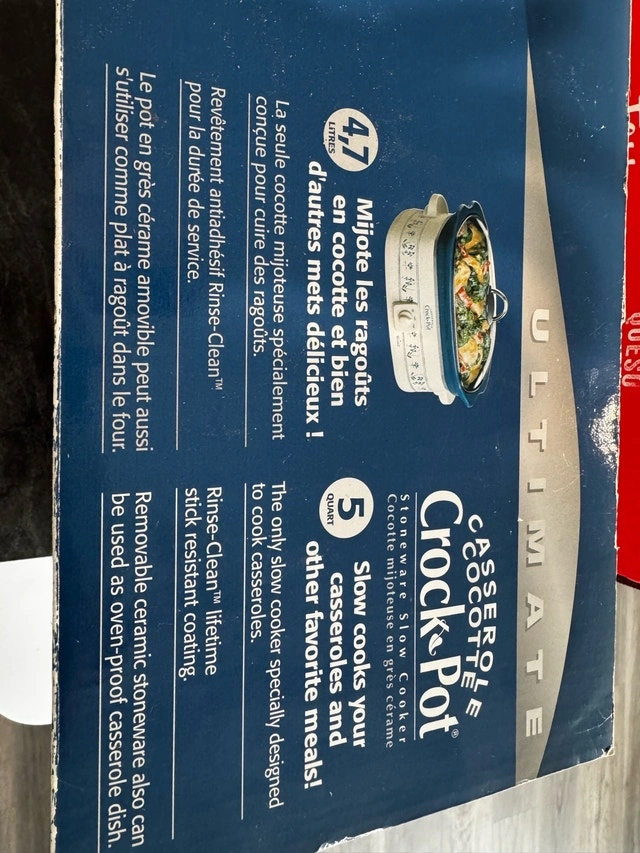 ULTIMATE
CASSEROLE
COCOTTE
Crock•Pot®
Stoneware Slow Cooker
Cocotte mijoteuse en grès cérame
4,7
LITRES
Mijote les ragoûts
en cocotte et bien
d'autres mets délicieux !
La seule cocotte mijoteuse spécialement
conçue pour cuire des ragoûts.
Revêtement antiadhésif Rinse-Clean™
pour la durée de service.
Le pot en grès cérame amovible peut aussi
s'utiliser comme plat à ragoût dans le four.
5
QUART
Slow cooks your
casseroles and
other favorite meals!
The only slow cooker specially designed
to cook casseroles.
Rinse-Clean™ lifetime
stick resistant coating.
Removable ceramic stoneware also can
be used as oven-proof casserole dish.
Crock•Pot
QUESO